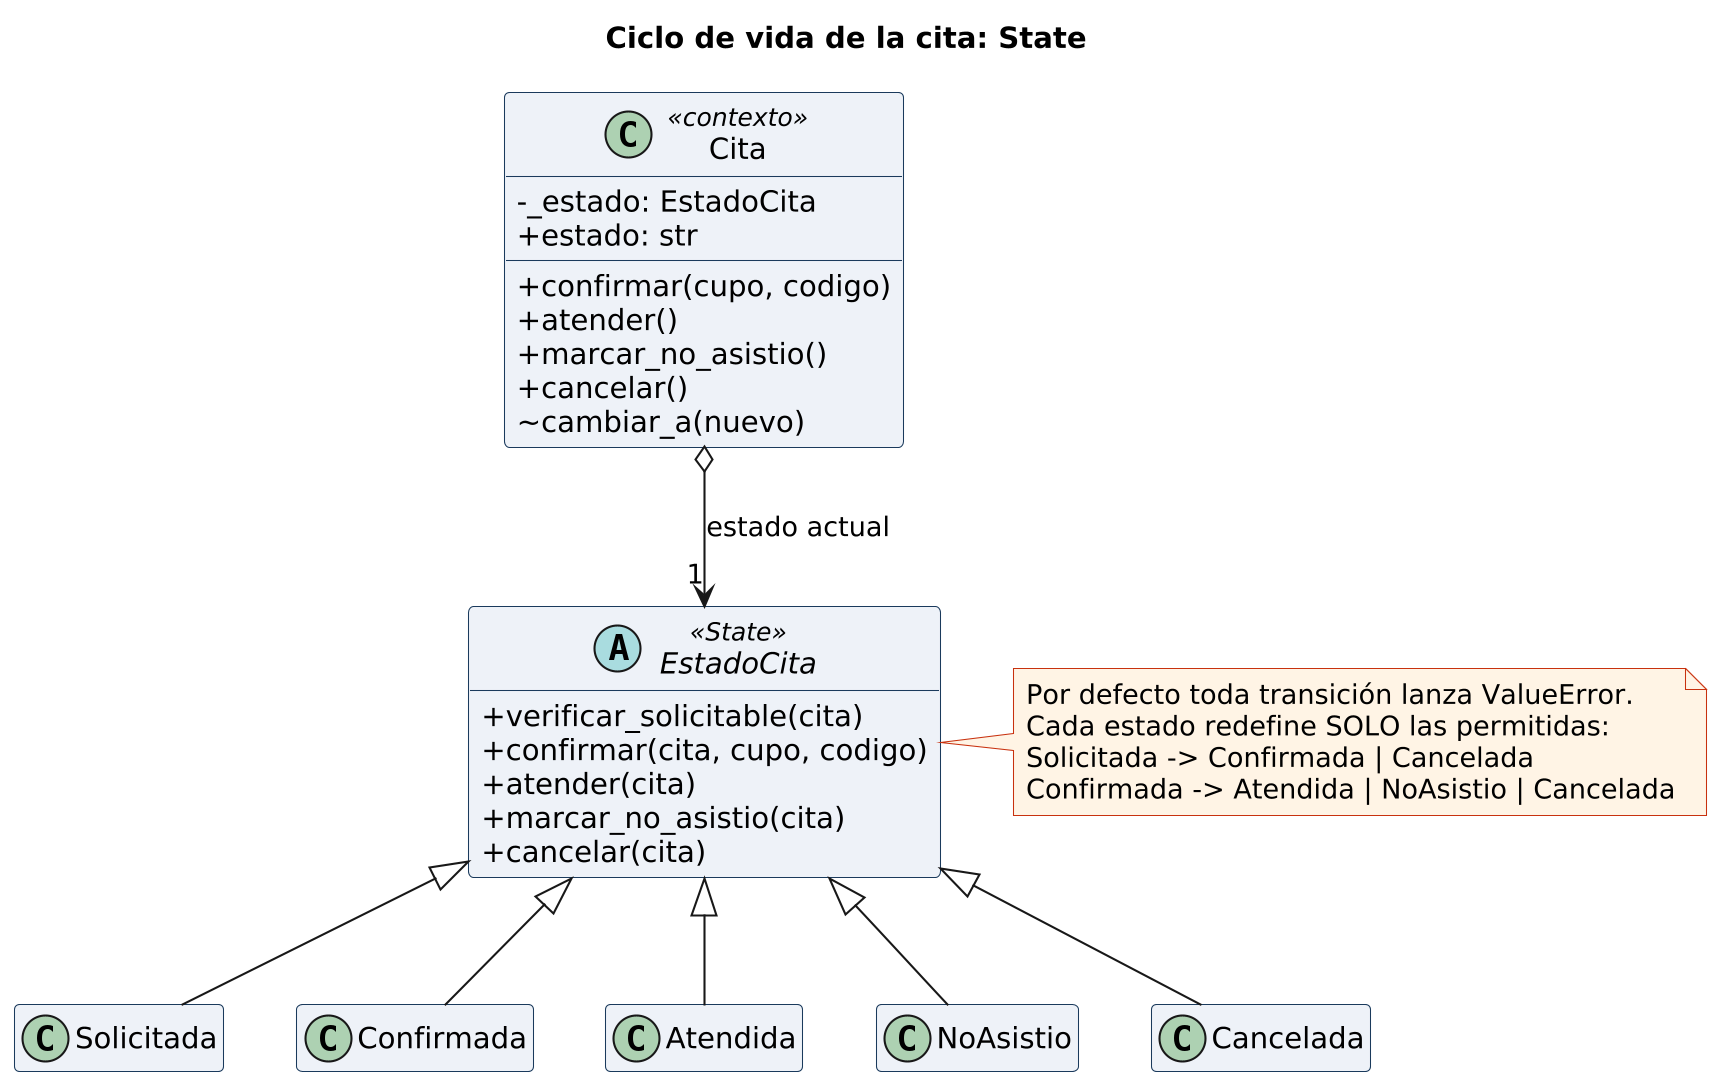 Ciclo de vida de la cita: State
C
«contexto»
Cita
-_estado: EstadoCita
+estado: str
+confirmar(cupo, codigo)
+atender()
+marcar_no_asistio()
+cancelar()
~cambiar_a(nuevo)
estado actual
1
A
«State»
EstadoCita
+verificar_solicitable(cita)
+confirmar(cita, cupo, codigo)
+atender(cita)
+marcar_no_asistio(cita)
+cancelar(cita)
Por defecto toda transición lanza ValueError.
Cada estado redefine SOLO las permitidas:
Solicitada -> Confirmada | Cancelada
Confirmada -> Atendida | NoAsistio | Cancelada
C Solicitada
C Confirmada
C Atendida
C NoAsistio
C Cancelada